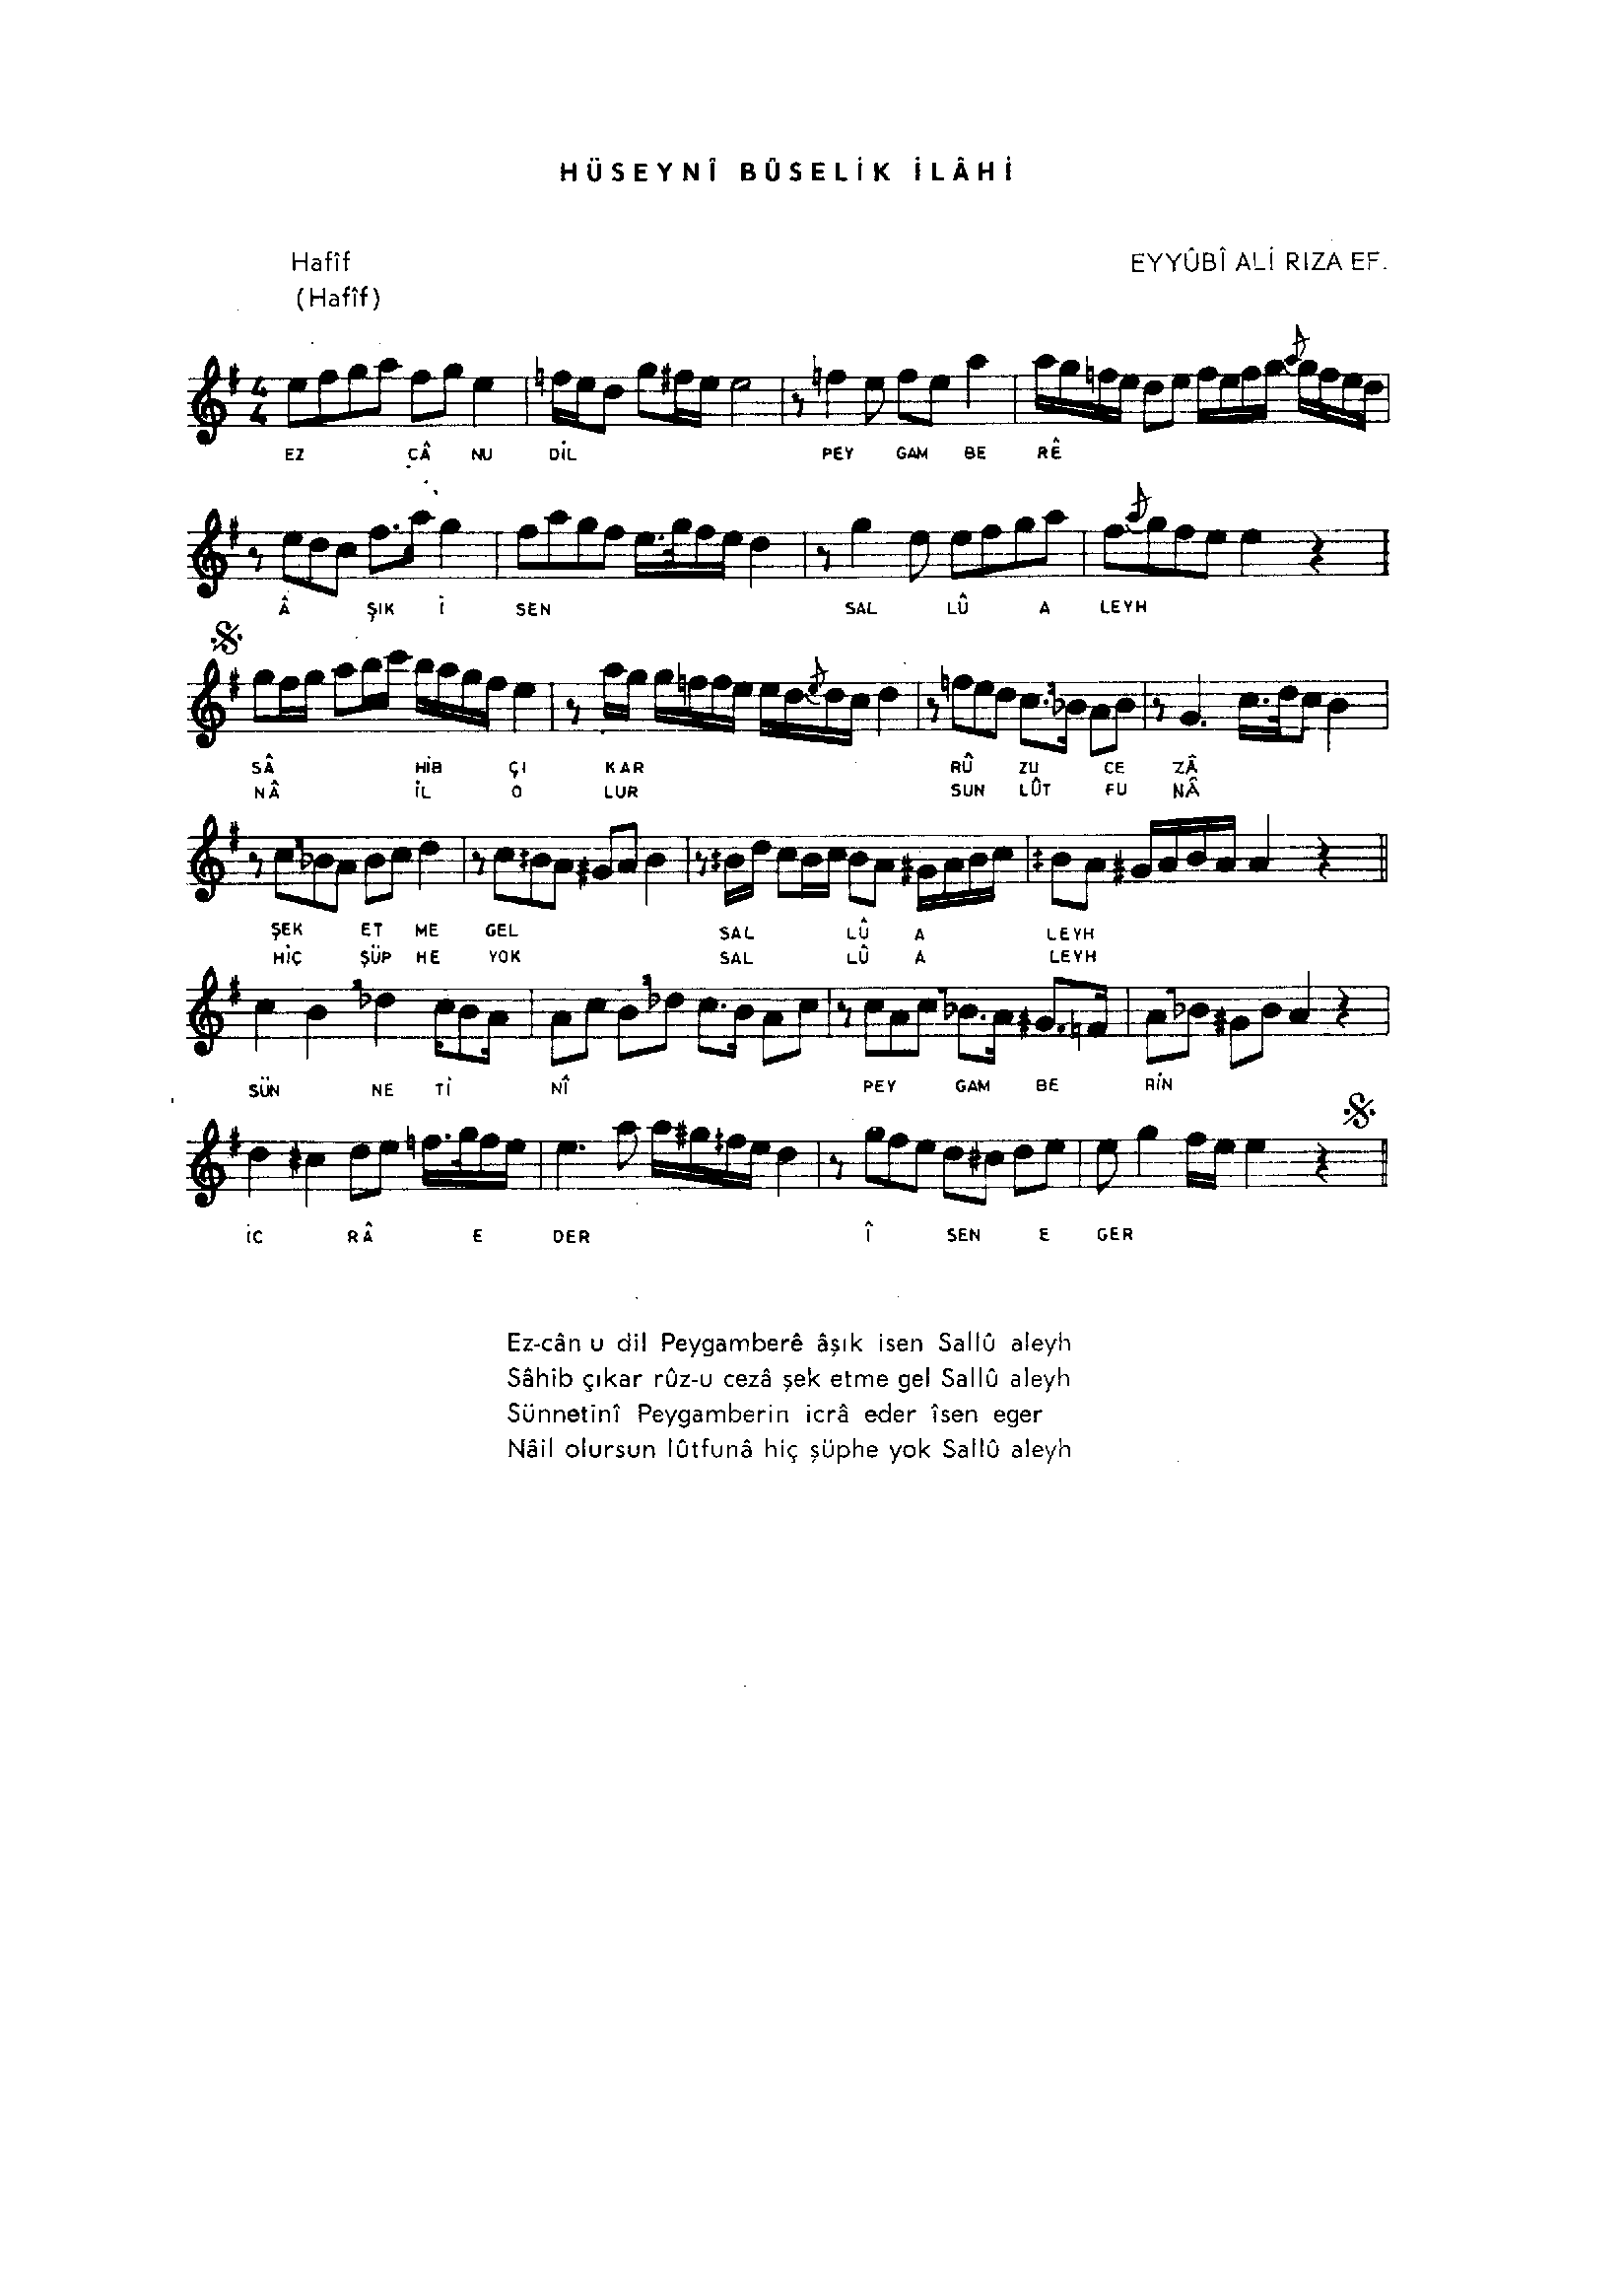 HÜSEYNÎ BÛSELİK İLÂHİ
Hafîf
(Hafîf)
EYYÛBÎ ALİ RIZA EF.
4
4
EZ CÂ NU DİL PEY GAM BE RÊ
Â ŞIK İ SEN SAL LÛ A LEYH
SÂ HİB ÇI KAR RÛ ZU CE ZÂ
NÂ İL O LUR SUN LÛT FU NÂ
ŞEK ET ME GEL SAL LÛ A LEYH
HİÇ ŞÜP HE YOK SAL LÛ A LEYH
SÜN NE Tİ NÎ PEY GAM BE RİN
İC RÂ E DER Î SEN E GER
Ez-cân u dil Peygamberê âşık isen Sallû aleyh
Sâhib çıkar rûz-u cezâ şek etme gel Sallû aleyh
Sünnetinî Peygamberin icrâ eder îsen eger
Nâil olursun lûtfunâ hiç şüphe yok Sallû aleyh